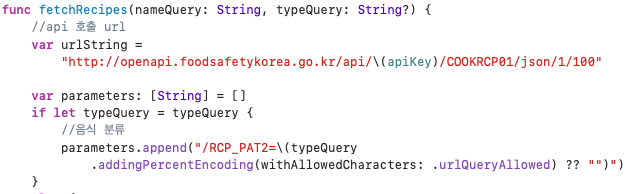 func fetchRecipes(nameQuery: String, typeQuery: String?) {
//api 호출 url
var urlString =
"http://openapi.foodsafetykorea.go.kr/api/\(apiKey)/COOKRCP01/json/1/100"
var parameters: [String] = []
if let typeQuery = typeQuery {
//음식 분류
parameters.append("/RCP_PAT2=\(typeQuery
.addingPercentEncoding(withAllowedCharacters: .urlQueryAllowed) ?? "")")
}